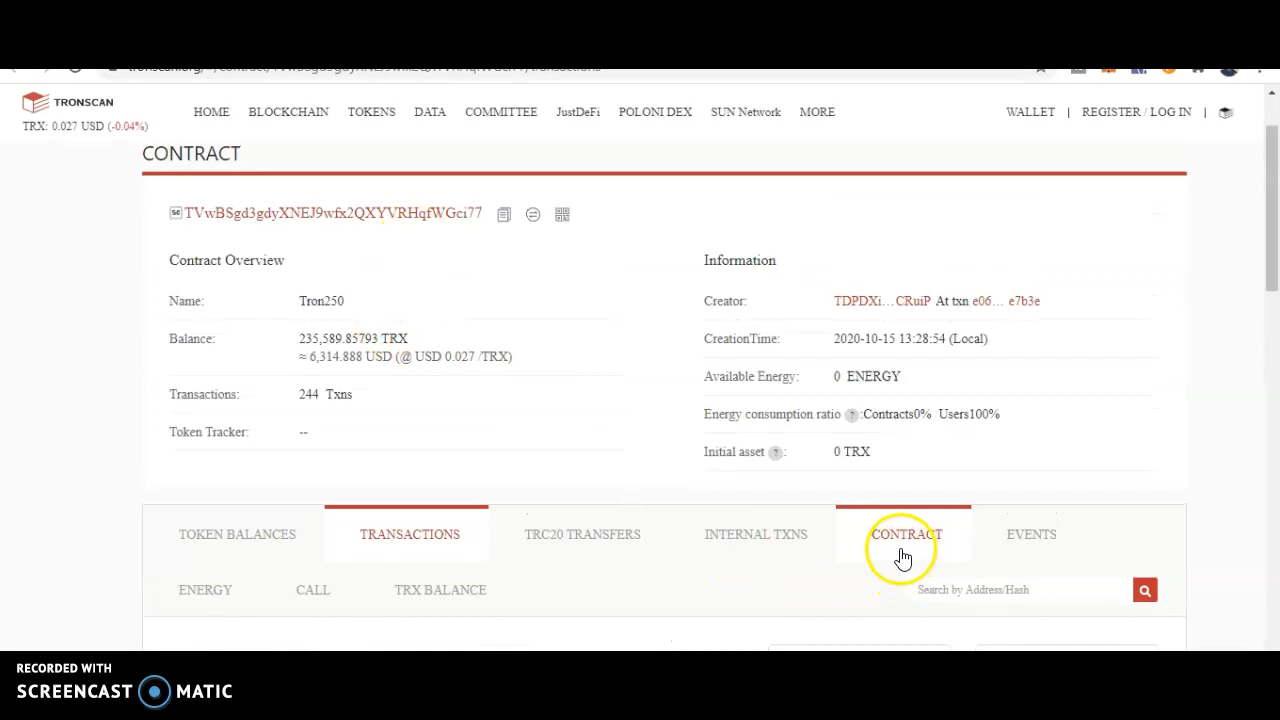 TRONSCAN
TRX: 0.027 USD (-0.04%)
HOME BLOCKCHAIN TOKENS DATA COMMITTEE JustDeFi POLONI DEX SUN Network MORE WALLET | REGISTER / LOG IN |
CONTRACT
TVwBSgd3gdyXNEJ9wfx2QXYVRHqfWGci77
Contract Overview
Name: Tron250
Balance: 235,589.85793 TRX
≈ 6,314.888 USD (@ USD 0.027 /TRX)
Transactions: 244 Txns
Token Tracker: --
Information
Creator: TDPDXi... CRuiP At txn e06... e7b3e
CreationTime: 2020-10-15 13:28:54 (Local)
Available Energy: 0 ENERGY
Energy consumption ratio ? :Contracts0% Users100%
Initial asset ? : 0 TRX
TOKEN BALANCES TRANSACTIONS TRC20 TRANSFERS INTERNAL TXNS CONTRACT EVENTS
ENERGY CALL TRX BALANCE Search by Address/Hash
RECORDED WITH
SCREENCAST MATIC